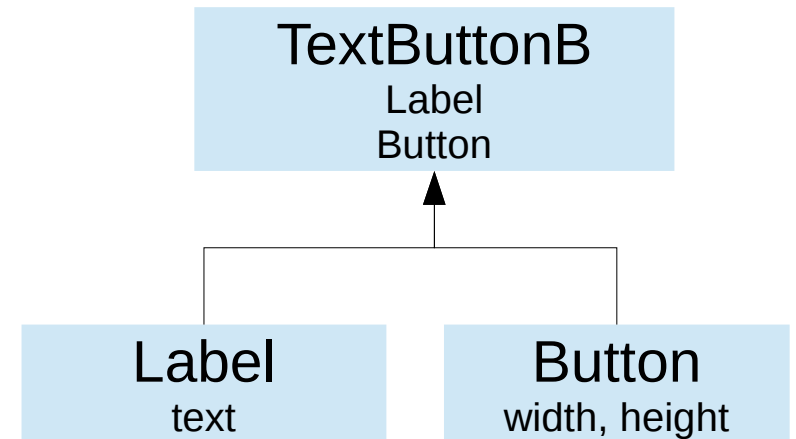 TextButtonB
Label
Button
Label
text
Button
width, height